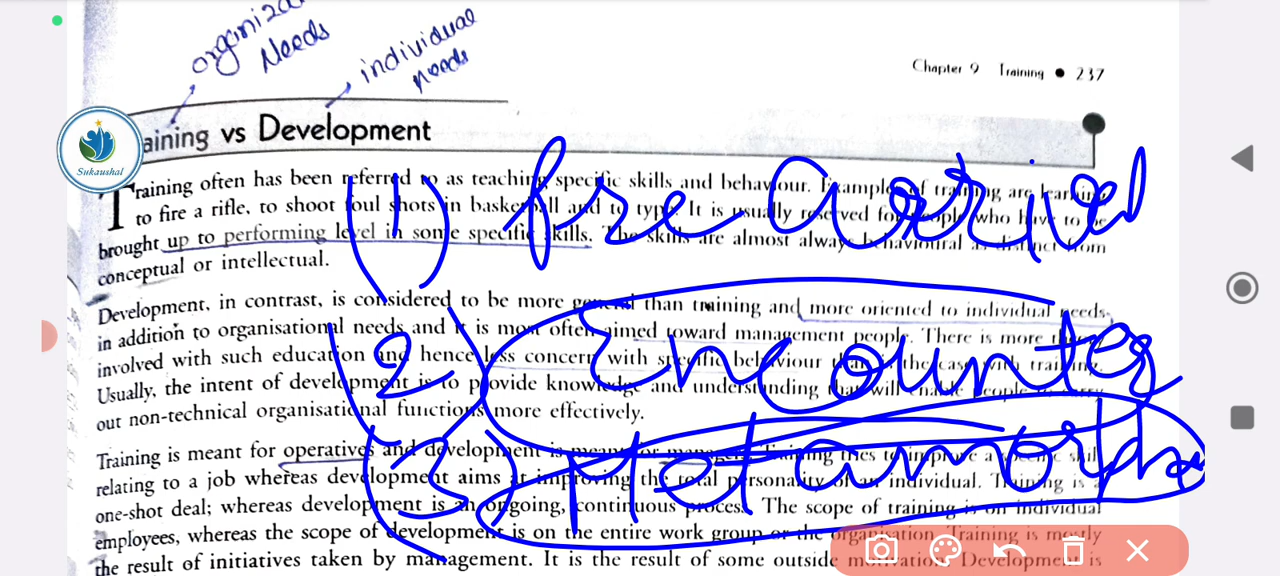 organiza
Needs
individual
needs
Chapter 9 Training ● 237
aining vs Development
Sukaushal
Training often has been referred to as teaching specific skills and behaviour. Examples of training are learning
to fire a rifle, to shoot foul shots in basketball and to type. It is usually reserved for people who have to be
brought up to performing level in some specific skills. The skills are almost always behavioural as distinct from
conceptual or intellectual.
Development, in contrast, is considered to be more general than training and more oriented to individual needs
in addition to organisational needs and it is most often aimed toward management people. There is more
involved with such education and hence less concern with specific behaviour than is the case with training.
Usually, the intent of development is to provide knowledge and understanding that will enable people to carry
out non-technical organisational functions more effectively.
Training is meant for operatives and development is meant for managers. Training tries to improve a specific skill
relating to a job whereas development aims at improving the total personality of an individual. Training is a
one-shot deal; whereas development is an ongoing, continuous process. The scope of training is on individual
employees, whereas the scope of development is on the entire work group or the organisation. Training is mostly
the result of initiatives taken by management. It is the result of some outside motivation. Development is
(1)
(2) Encounter
(3)